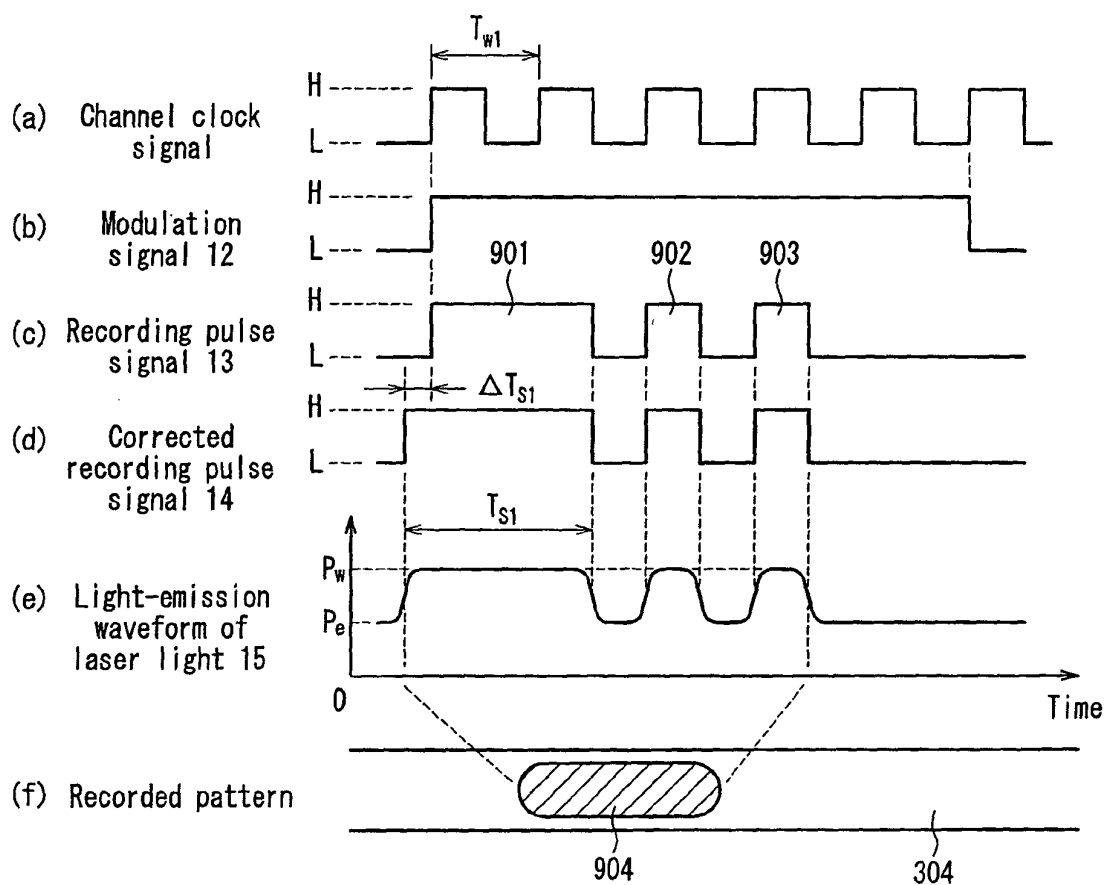 T_w1
H
(a) Channel clock
signal
L
H
(b) Modulation
signal 12
L
901 902 903
H
(c) Recording pulse
signal 13
L
ΔT_S1
H
(d) Corrected
recording pulse
signal 14
L
T_S1
P_w
(e) Light-emission
waveform of
laser light 15
P_e
0
Time
(f) Recorded pattern
904 304